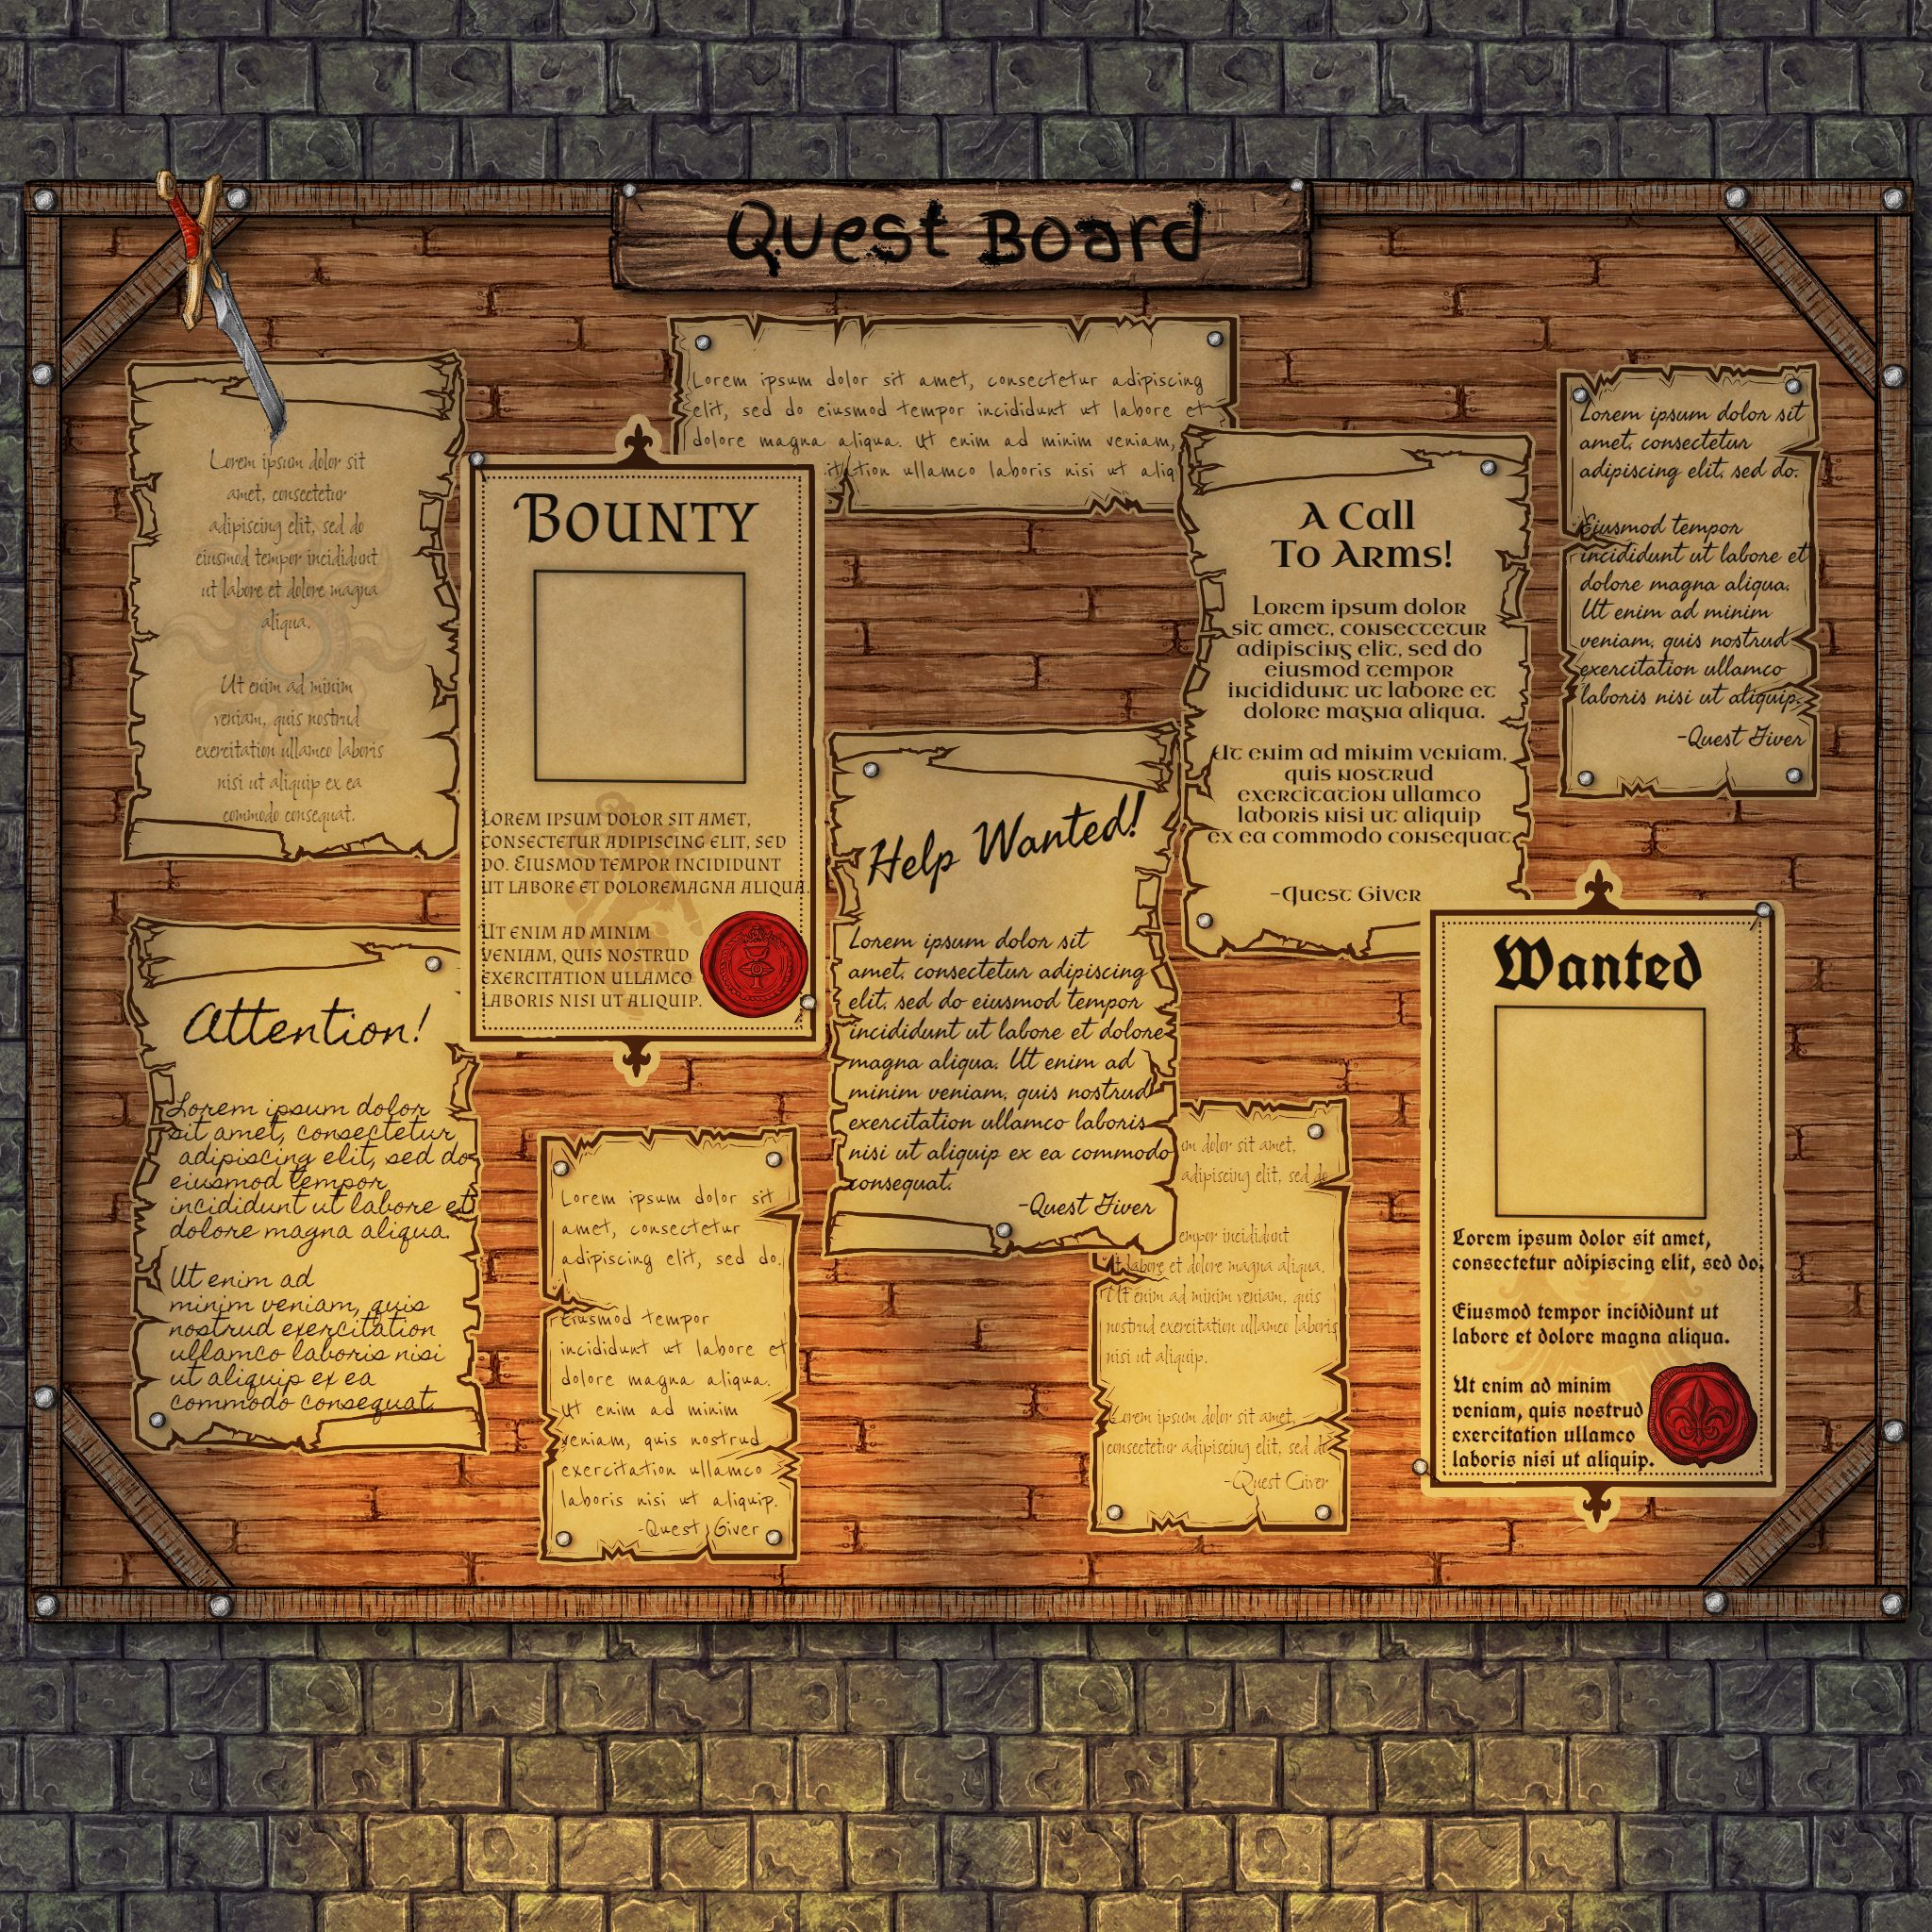 Quest Board
Lorem ipsum dolor sit
amet, consectetur
adipiscing elit, sed do
eiusmod tempor incididunt
ut labore et dolore magna
aliqua.
Ut enim ad minim
veniam, quis nostrud
exercitation ullamco laboris
nisi ut aliquip ex ea
commodo consequat.
Lorem ipsum dolor sit amet, consectetur adipiscing
elit, sed do eiusmod tempor incididunt ut labore et
dolore magna aliqua. Ut enim ad minim veniam,
ullamco laboris nisi ut aliq
BOUNTY
LOREM IPSUM DOLOR SIT AMET,
CONSECTETUR ADIPISCING ELIT, SED
DO. EIUSMOD TEMPOR INCIDIDUNT
UT LABORE ET DOLOREMAGNA ALIQUA.
UT ENIM AD MINIM
VENIAM, QUIS NOSTRUD
EXERCITATION ULLAMCO
LABORIS NISI UT ALIQUIP.
A Call
To Arms!
Lorem ipsum dolor
sit amet, consectetur
adipiscing elit, sed do
eiusmod tempor
incididunt ut labore et
dolore magna aliqua.
Ut enim ad minim veniam,
quis nostrud
exercitation ullamco
laboris nisi ut aliquip
ex ea commodo consequat.
-Quest Giver
Lorem ipsum dolor sit
amet, consectetur
adipiscing elit, sed do.
Eiusmod tempor
incididunt ut labore et
dolore magna aliqua.
Ut enim ad minim
veniam, quis nostrud
exercitation ullamco
laboris nisi ut aliquip.
-Quest Giver
Attention!
Lorem ipsum dolor
sit amet, consectetur
adipiscing elit, sed do
eiusmod tempor
incididunt ut labore et
dolore magna aliqua.
Ut enim ad
minim veniam, quis
nostrud exercitation
ullamco laboris nisi
ut aliquip ex ea
commodo consequat.
Lorem ipsum dolor sit
amet, consectetur
adipiscing elit, sed do.
Eiusmod tempor
incididunt ut labore et
dolore magna aliqua.
Ut enim ad minim
veniam, quis nostrud
exercitation ullamco
laboris nisi ut aliquip.
-Quest Giver
Help Wanted!
Lorem ipsum dolor sit
amet, consectetur adipiscing
elit, sed do eiusmod tempor
incididunt ut labore et dolore
magna aliqua. Ut enim ad
minim veniam, quis nostrud
exercitation ullamco laboris
nisi ut aliquip ex ea commodo
consequat.
-Quest Giver
em dolor sit amet,
adipiscing elit, sed do
empor incididunt
ut labore et dolore magna aliqua.
Ut enim ad minim veniam, quis
nostrud exercitation ullamco laboris
nisi ut aliquip.
Lorem ipsum dolor sit amet,
consectetur adipiscing elit, sed do
-Quest Giver
Wanted
Lorem ipsum dolor sit amet,
consectetur adipiscing elit, sed do.
Eiusmod tempor incididunt ut
labore et dolore magna aliqua.
Ut enim ad minim
veniam, quis nostrud
exercitation ullamco
laboris nisi ut aliquip.